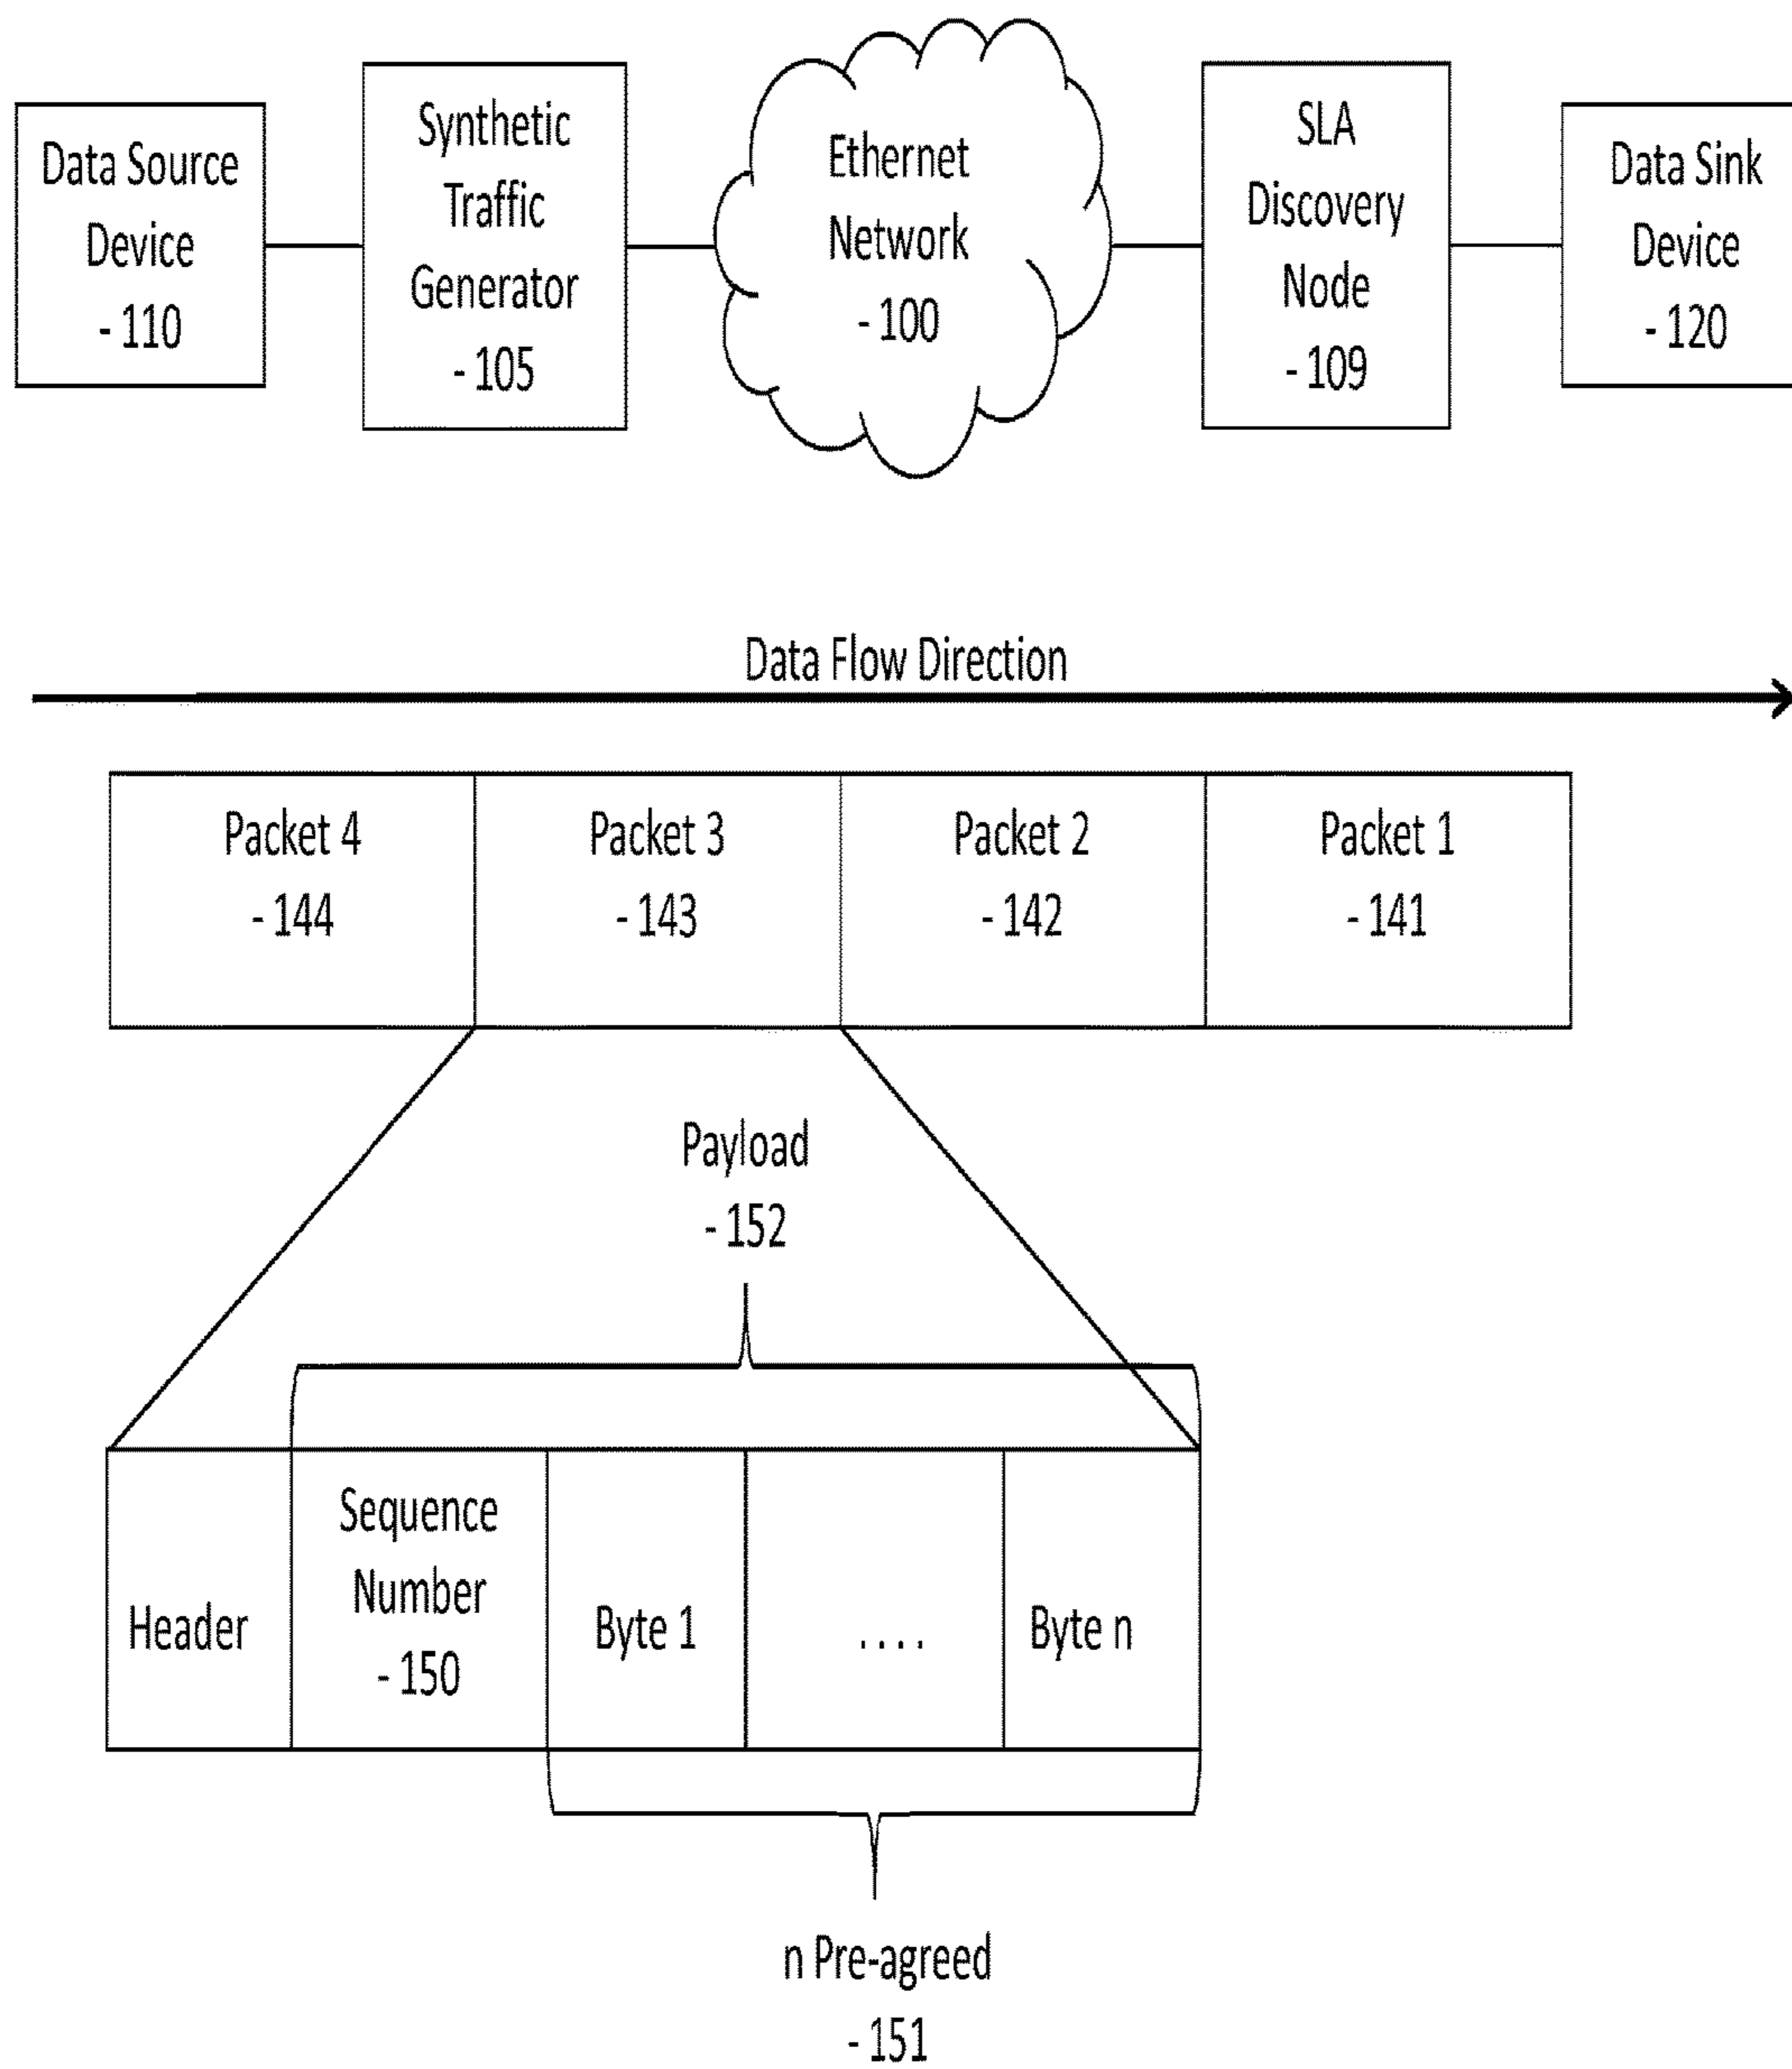 Data Source
Device
- 110
Synthetic
Traffic
Generator
- 105
Ethernet
Network
- 100
SLA
Discovery
Node
- 109
Data Sink
Device
- 120
Data Flow Direction
Packet 4
- 144
Packet 3
- 143
Packet 2
- 142
Packet 1
- 141
Payload
- 152
Header
Sequence
Number
- 150
Byte 1
....
Byte n
n Pre-agreed
- 151